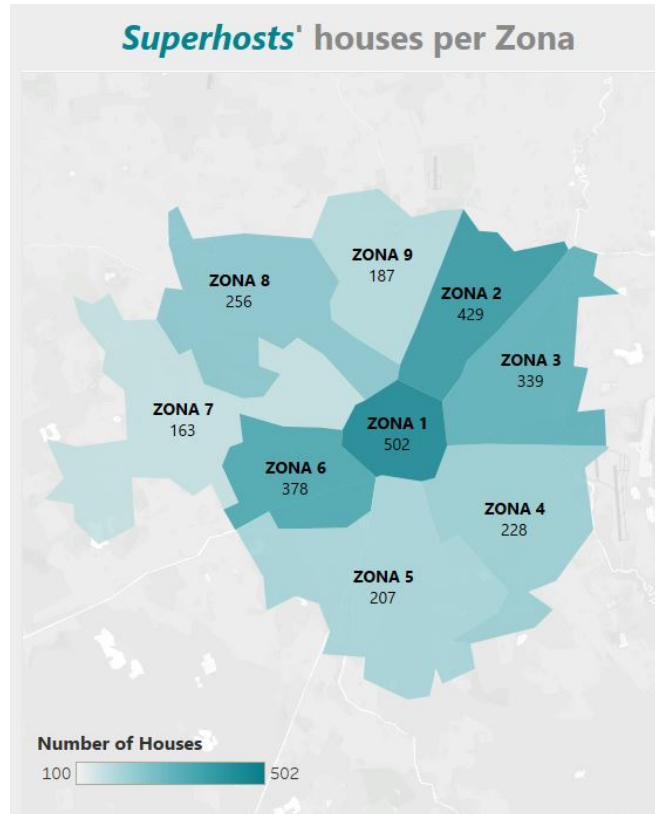 Superhosts' houses per Zona
ZONA 9
187
ZONA 8
256
ZONA 2
429
ZONA 3
339
ZONA 7
163
ZONA 1
502
ZONA 6
378
ZONA 4
228
ZONA 5
207
Number of Houses
100 502